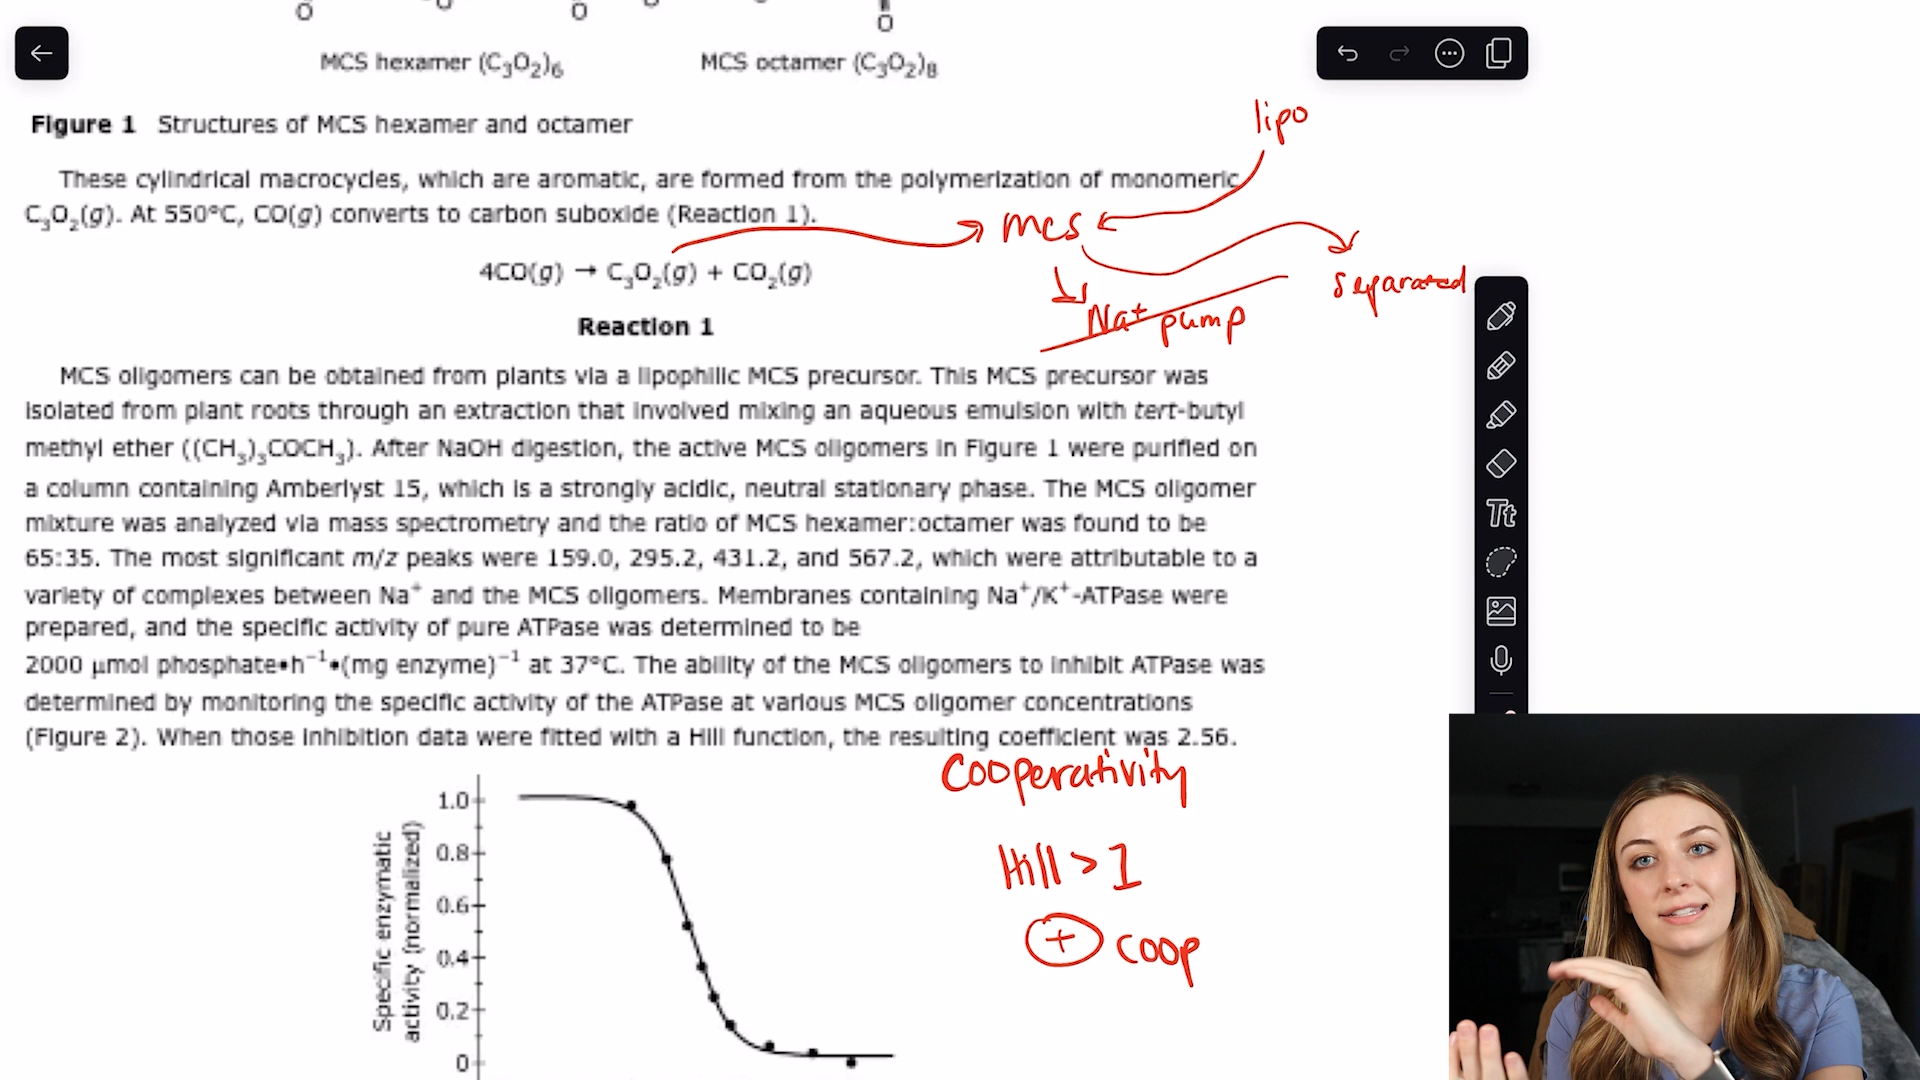 O O O O O
MCS hexamer (C₃O₂)₆ MCS octamer (C₃O₂)₈
Figure 1 Structures of MCS hexamer and octamer
lipo
These cylindrical macrocycles, which are aromatic, are formed from the polymerization of monomeric
C₃O₂(g). At 550°C, CO(g) converts to carbon suboxide (Reaction 1).
mcs
4CO(g) → C₃O₂(g) + CO₂(g)
separated
Na⁺ pump
Reaction 1
MCS oligomers can be obtained from plants via a lipophilic MCS precursor. This MCS precursor was
isolated from plant roots through an extraction that involved mixing an aqueous emulsion with tert-butyl
methyl ether ((CH₃)₃COCH₃). After NaOH digestion, the active MCS oligomers in Figure 1 were purified on
a column containing Amberlyst 15, which is a strongly acidic, neutral stationary phase. The MCS oligomer
mixture was analyzed via mass spectrometry and the ratio of MCS hexamer:octamer was found to be
65:35. The most significant m/z peaks were 159.0, 295.2, 431.2, and 567.2, which were attributable to a
variety of complexes between Na⁺ and the MCS oligomers. Membranes containing Na⁺/K⁺-ATPase were
prepared, and the specific activity of pure ATPase was determined to be
2000 μmol phosphate•h⁻¹•(mg enzyme)⁻¹ at 37°C. The ability of the MCS oligomers to inhibit ATPase was
determined by monitoring the specific activity of the ATPase at various MCS oligomer concentrations
(Figure 2). When those inhibition data were fitted with a Hill function, the resulting coefficient was 2.56.
Cooperativity
Hill > 1
+ coop
Specific enzymatic
activity (normalized)
1.0
0.8
0.6
0.4
0.2
0
Tt